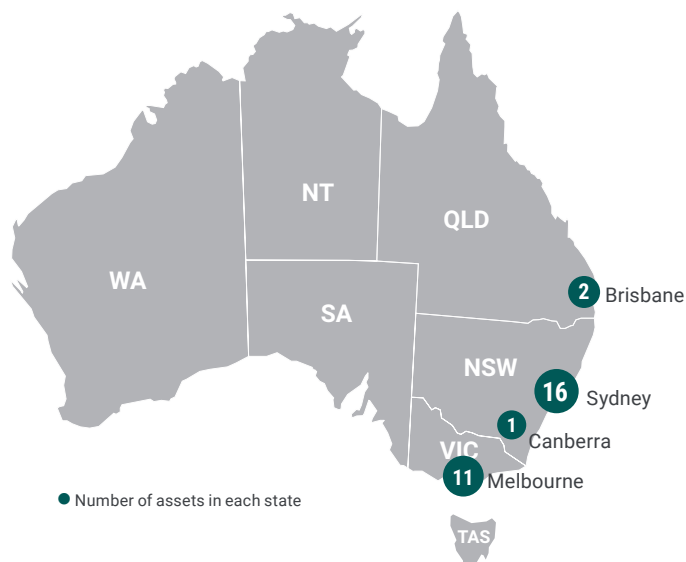 NT
QLD
WA
2
Brisbane
SA
NSW
16
Sydney
1
Canberra
VIC
11
Melbourne
Number of assets in each state
TAS